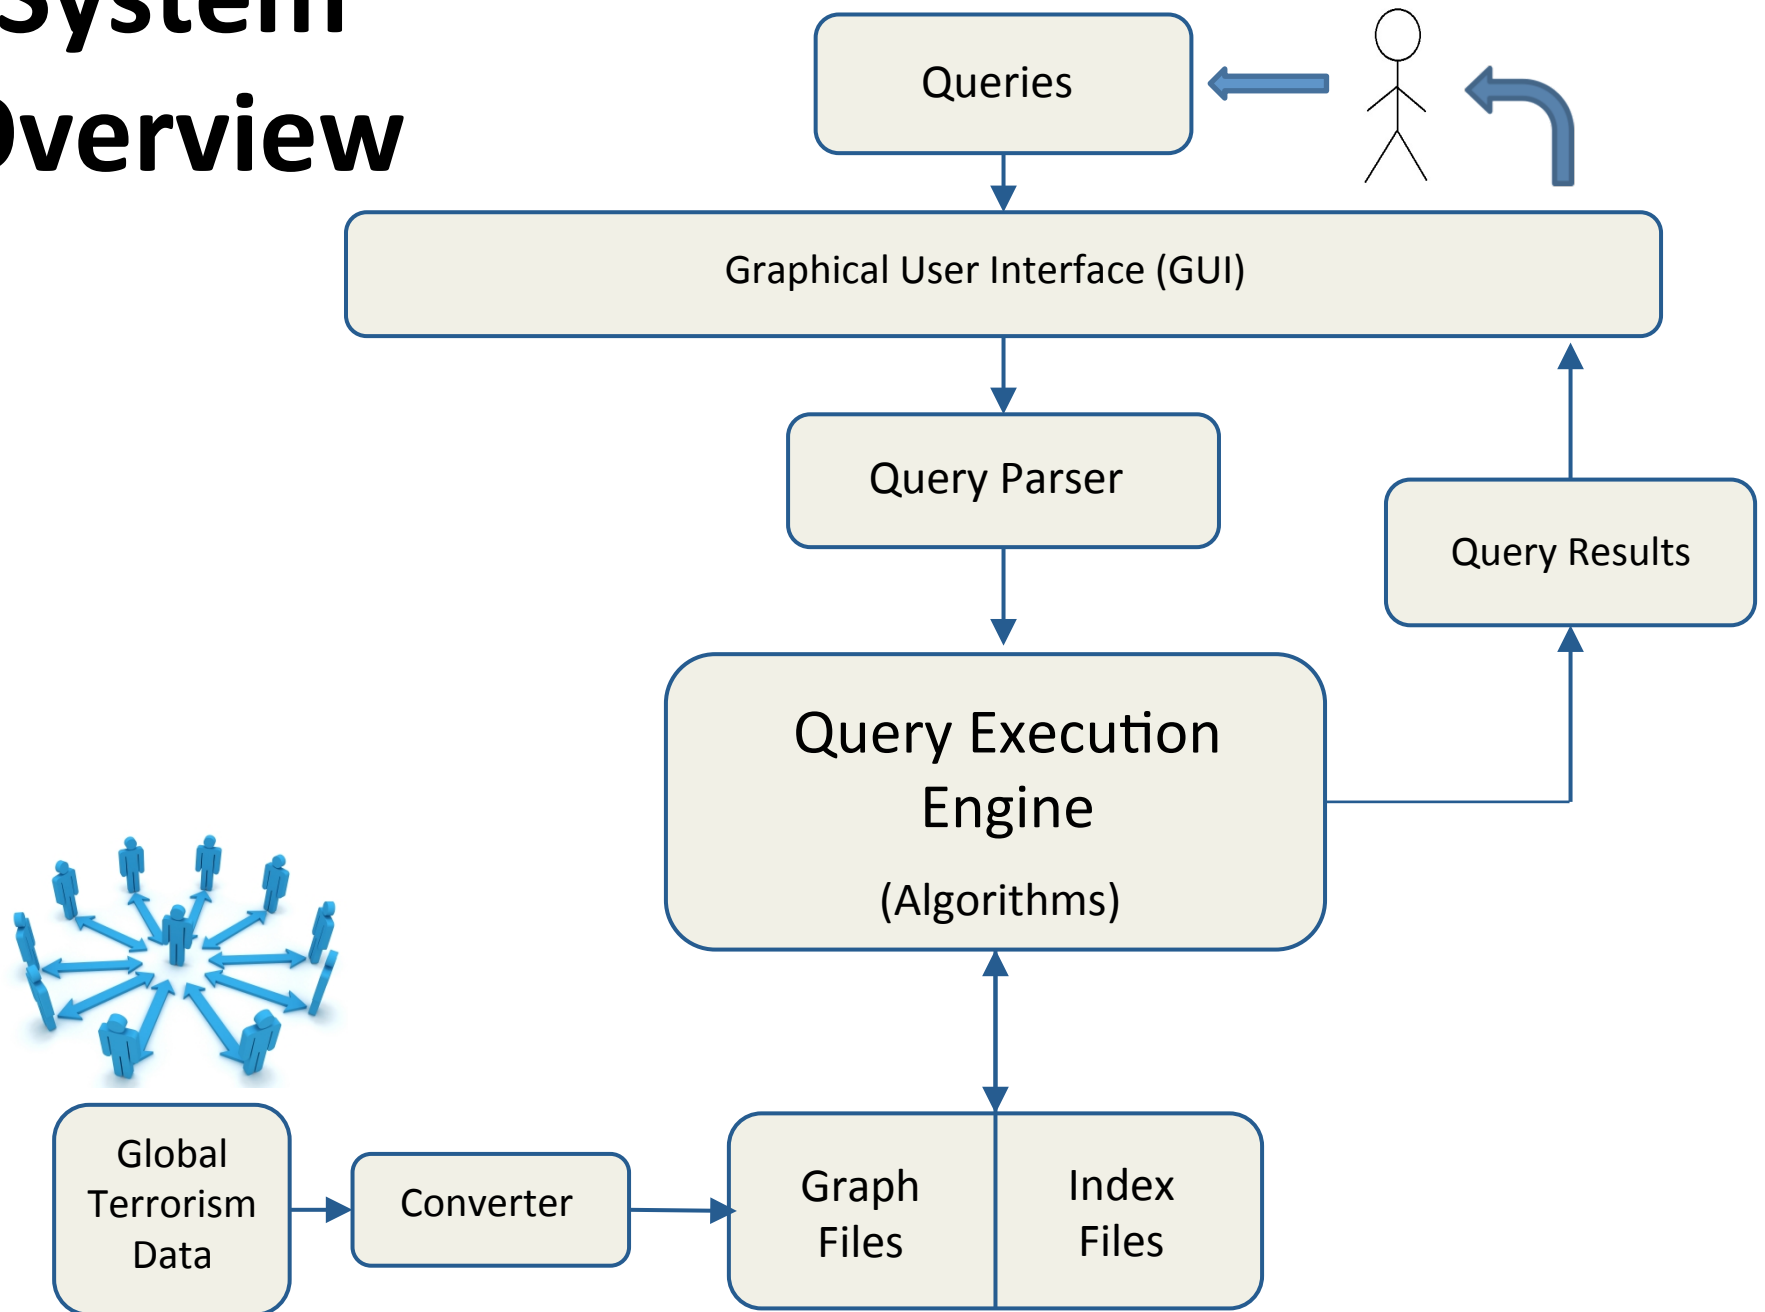 System
Overview
Queries
Graphical User Interface (GUI)
Query Parser
Query Results
Query Execution
Engine
(Algorithms)
Global
Terrorism
Data
Converter
Graph
Files
Index
Files